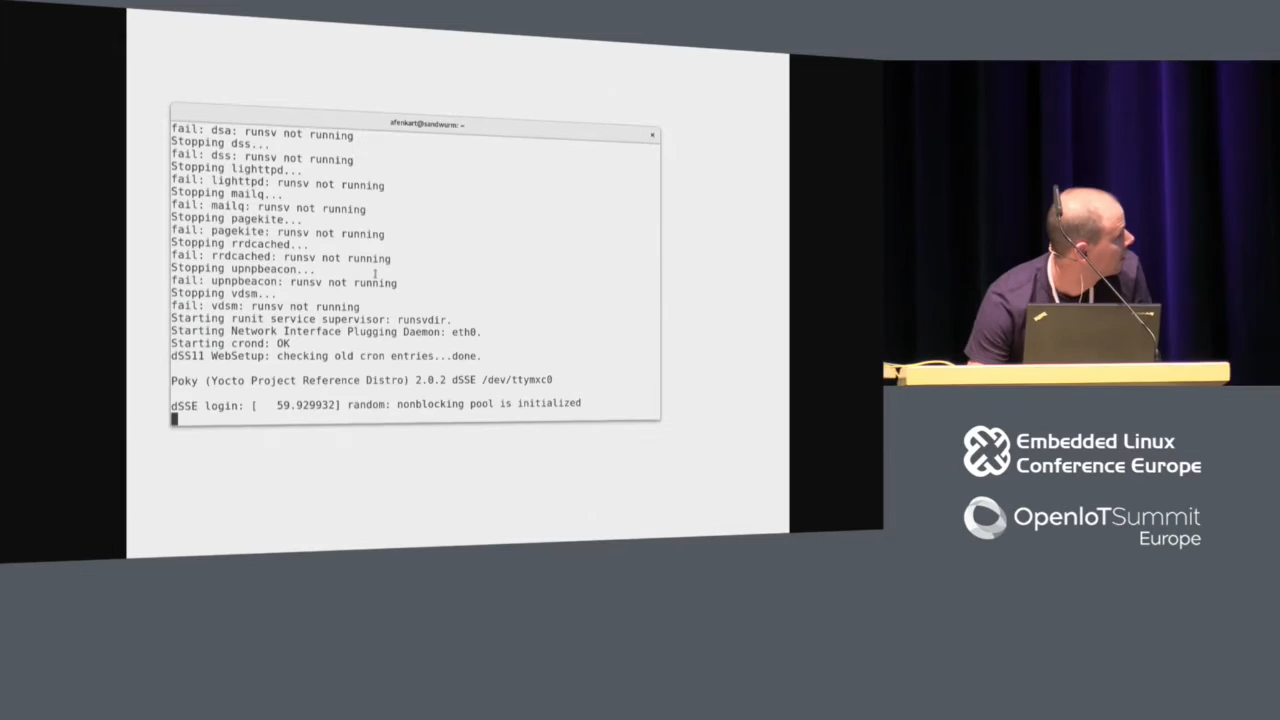 afenkart@sandwurm: ~
fail: dsa: runsv not running
Stopping dss...
fail: dss: runsv not running
Stopping lighttpd...
fail: lighttpd: runsv not running
Stopping mailq...
fail: mailq: runsv not running
Stopping pagekite...
fail: pagekite: runsv not running
Stopping rrdcached...
fail: rrdcached: runsv not running
Stopping upnpbeacon...
fail: upnpbeacon: runsv not running
Stopping vdsm...
fail: vdsm: runsv not running
Starting runit service supervisor: runsvdir.
Starting Network Interface Plugging Daemon: eth0.
Starting crond: OK
dSS11 WebSetup: checking old cron entries...done.
Poky (Yocto Project Reference Distro) 2.0.2 dSSE /dev/ttymxc0
dSSE login: [   59.929932] random: nonblocking pool is initialized
Embedded Linux
Conference Europe
OpenIoTSummit
Europe